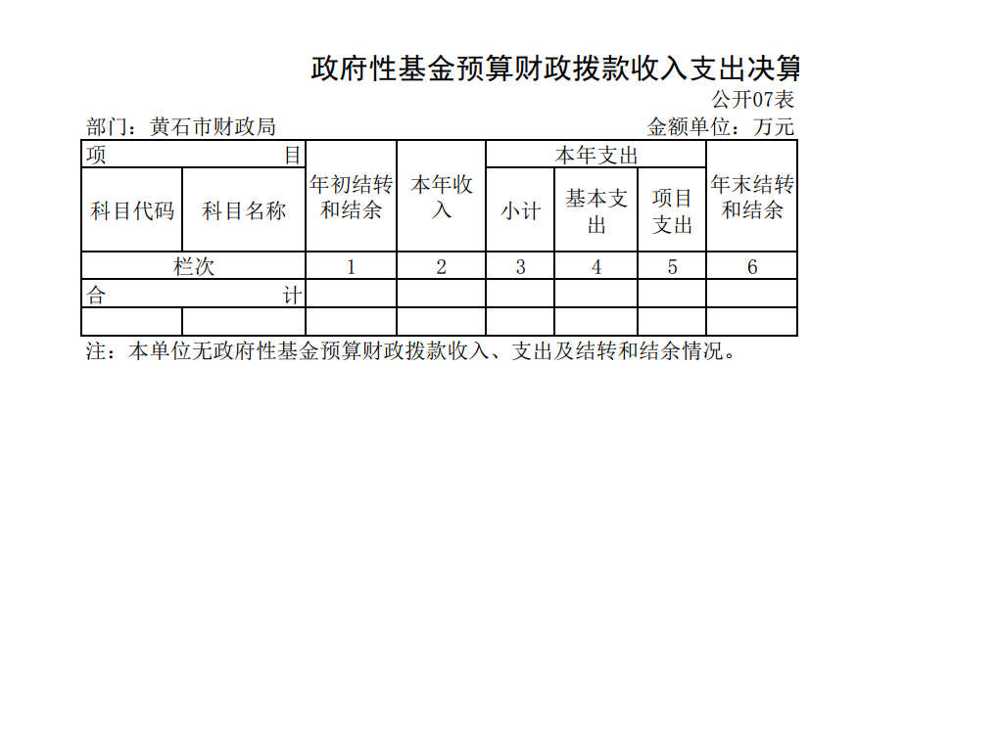 政府性基金预算财政拨款收入支出决算
公开07表
部门：黄石市财政局 金额单位：万元
项 目 年初结转和结余 本年收入 本年支出 年末结转和结余
科目代码 科目名称 小计 基本支出 项目支出
栏次 1 2 3 4 5 6
合 计
注：本单位无政府性基金预算财政拨款收入、支出及结转和结余情况。